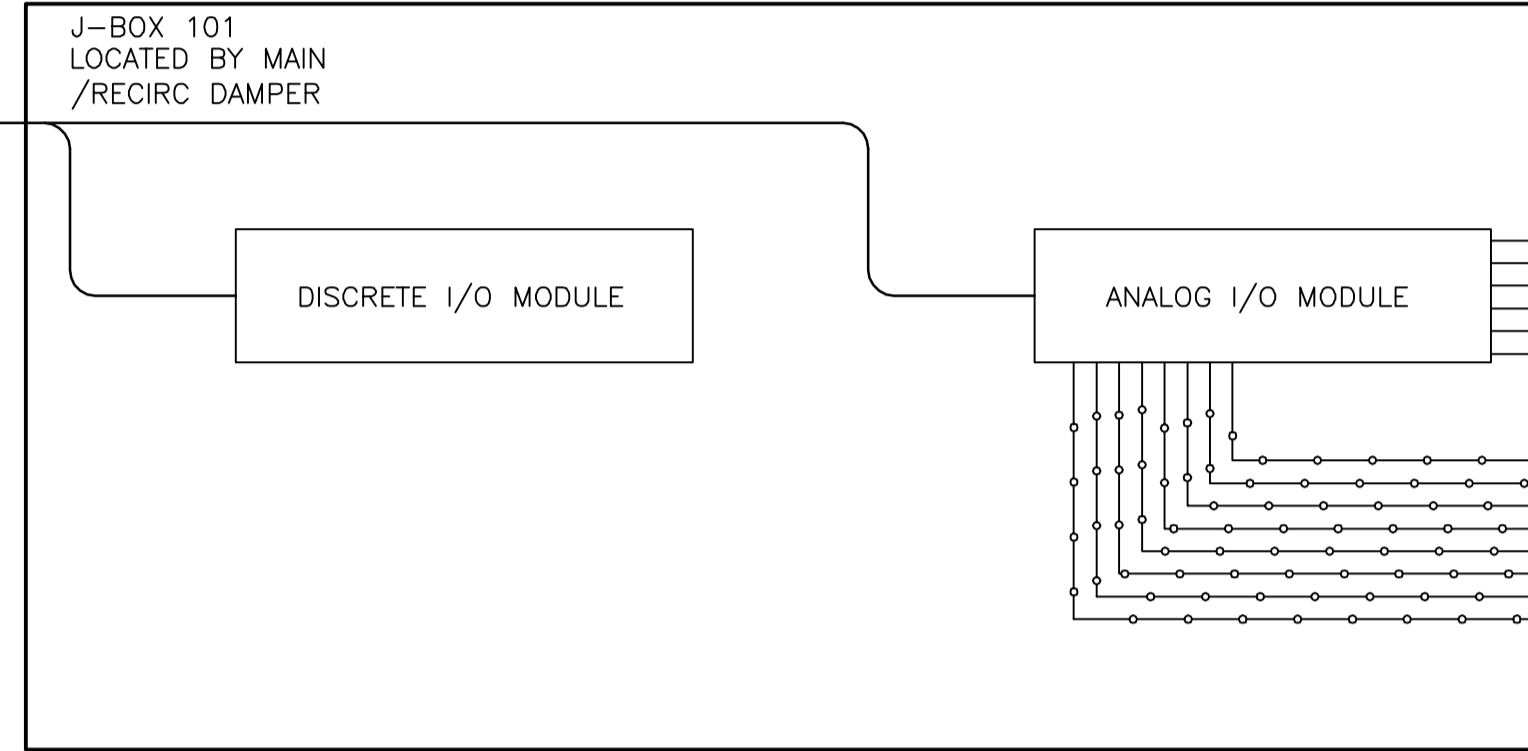 J-BOX 101
LOCATED BY MAIN
/RECIRC DAMPER
DISCRETE I/O MODULE
ANALOG I/O MODULE